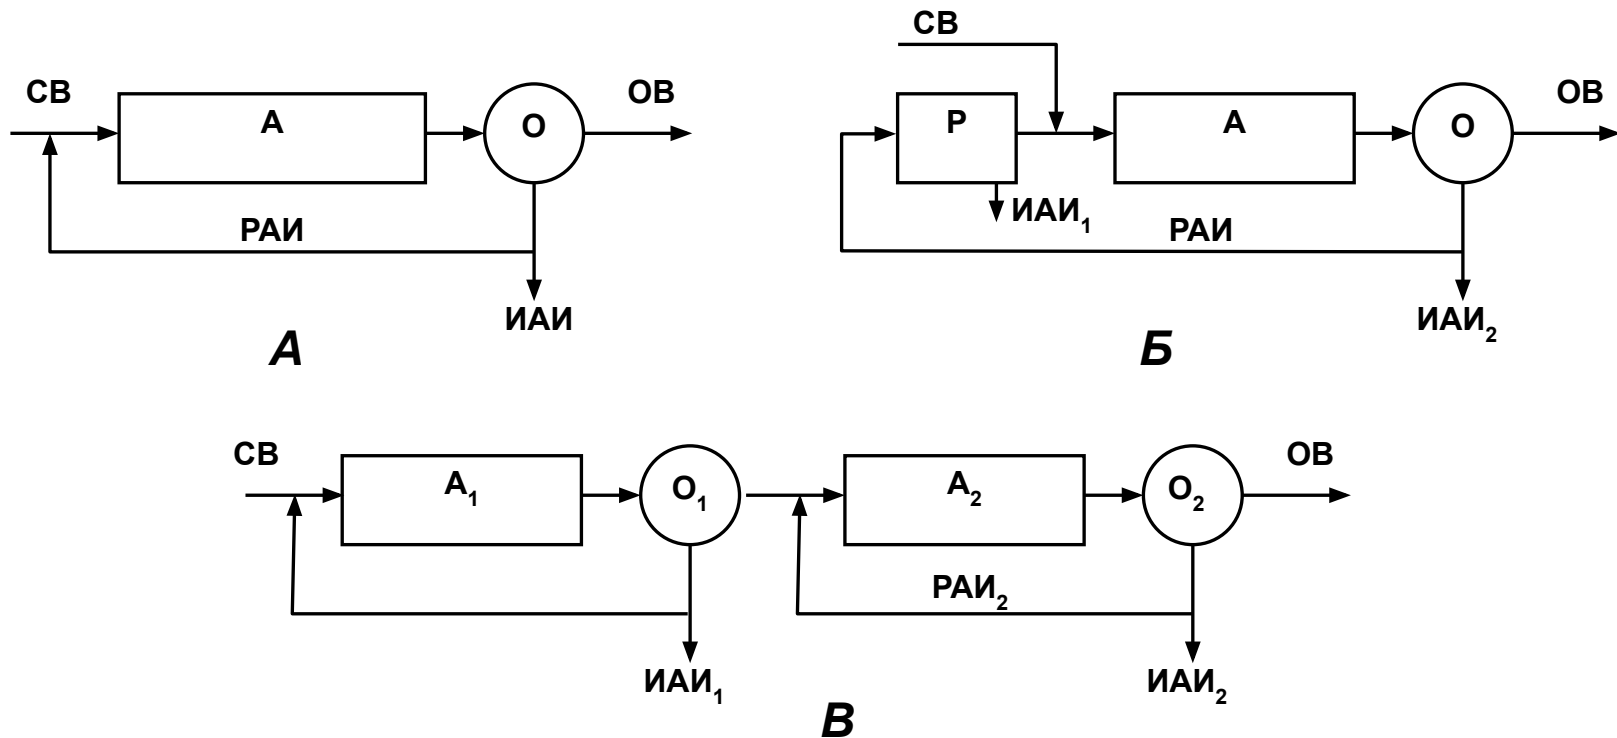 СВ
А
О
ОВ
РАИ
ИАИ
А
СВ
Р
А
О
ОВ
ИАИ₁
РАИ
ИАИ₂
Б
СВ
А₁
О₁
А₂
О₂
ОВ
РАИ₂
ИАИ₁
ИАИ₂
В